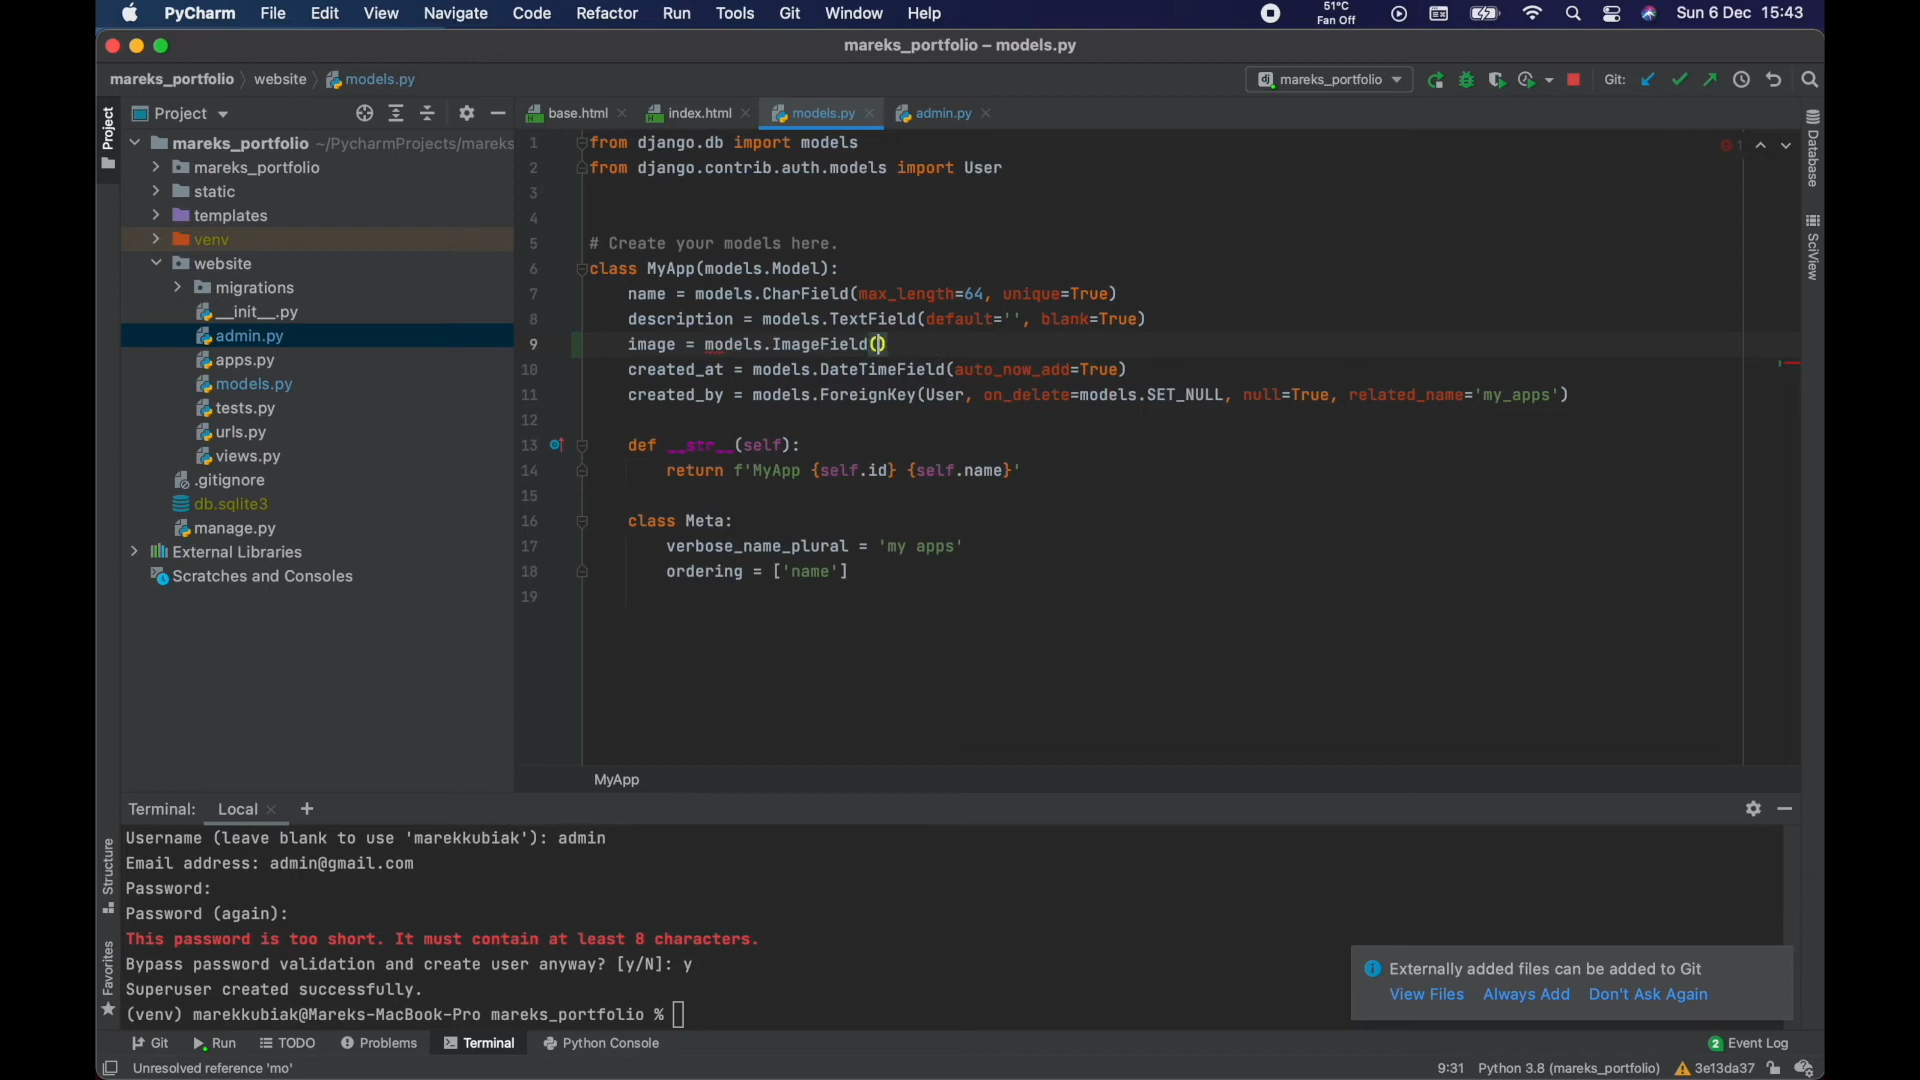 PyCharm File Edit View Navigate Code Refactor Run Tools Git Window Help 51°C Fan Off Sun 6 Dec 15:43
mareks_portfolio – models.py
mareks_portfolio website models.py mareks_portfolio Git:
Project base.html index.html models.py admin.py
mareks_portfolio ~/PycharmProjects/mareks
mareks_portfolio
static
templates
venv
website
migrations
__init__.py
admin.py
apps.py
models.py
tests.py
urls.py
views.py
.gitignore
db.sqlite3
manage.py
External Libraries
Scratches and Consoles
1 from django.db import models
2 from django.contrib.auth.models import User
3
4
5 # Create your models here.
6 class MyApp(models.Model):
7 name = models.CharField(max_length=64, unique=True)
8 description = models.TextField(default='', blank=True)
9 image = models.ImageField()
10 created_at = models.DateTimeField(auto_now_add=True)
11 created_by = models.ForeignKey(User, on_delete=models.SET_NULL, null=True, related_name='my_apps')
12
13 def __str__(self):
14 return f'MyApp {self.id} {self.name}'
15
16 class Meta:
17 verbose_name_plural = 'my apps'
18 ordering = ['name']
19
1
MyApp
Project
Structure
Favorites
Database
SciView
Terminal: Local +
Username (leave blank to use 'marekkubiak'): admin
Email address: admin@gmail.com
Password:
Password (again):
This password is too short. It must contain at least 8 characters.
Bypass password validation and create user anyway? [y/N]: y
Superuser created successfully.
(venv) marekkubiak@Mareks-MacBook-Pro mareks_portfolio %
Externally added files can be added to Git
View Files Always Add Don't Ask Again
Git Run TODO Problems Terminal Python Console 2 Event Log
Unresolved reference 'mo' 9:31 Python 3.8 (mareks_portfolio) 3e13da37